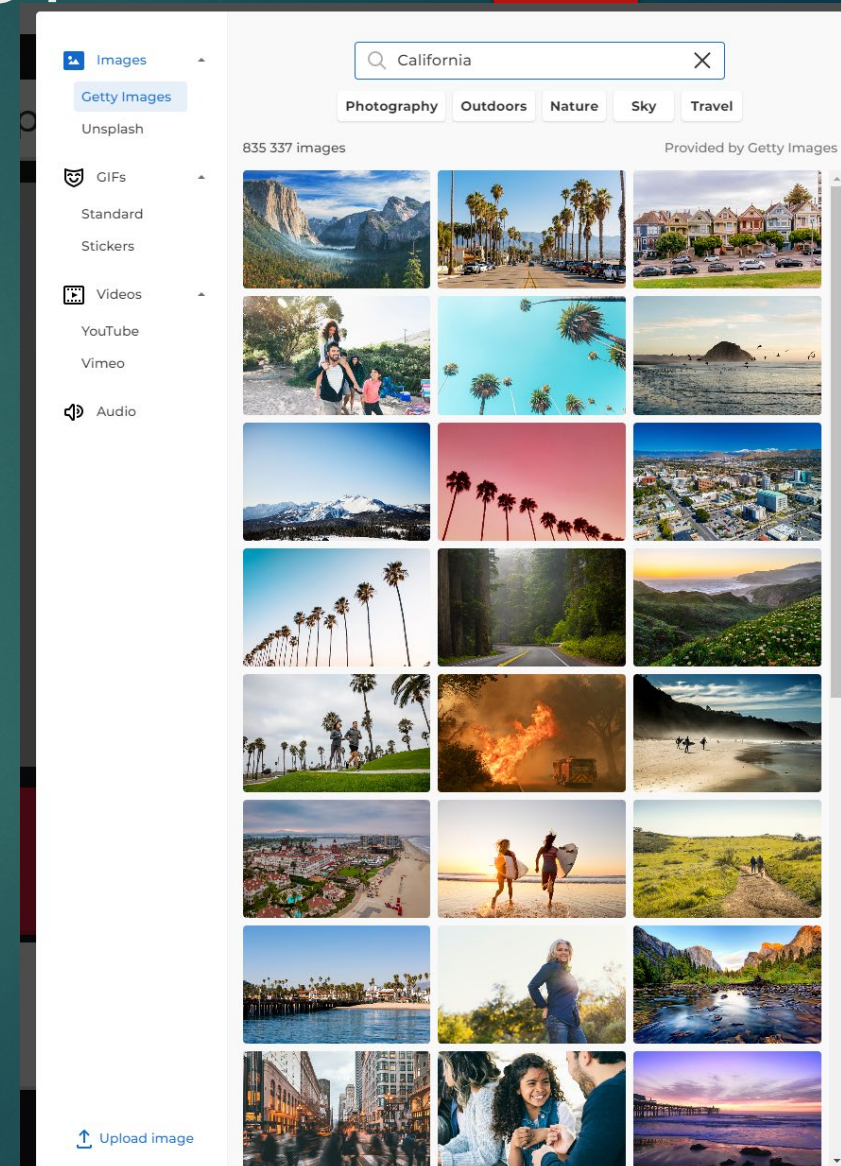 Images
Getty Images
Unsplash
GIFs
Standard
Stickers
Videos
YouTube
Vimeo
Audio
Upload image
California
Photography Outdoors Nature Sky Travel
835 337 images
Provided by Getty Images